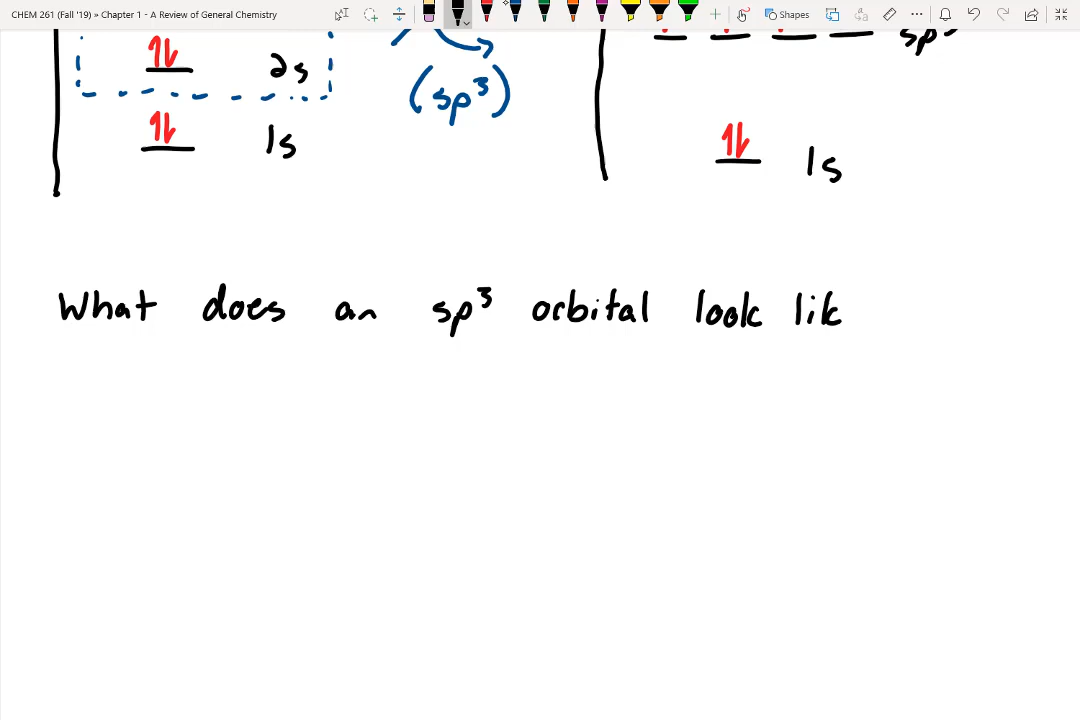 CHEM 261 (Fall '19) » Chapter 1 - A Review of General Chemistry
Shapes
2s
(sp³)
sp³
1s
1s
What does an sp³ orbital look lik